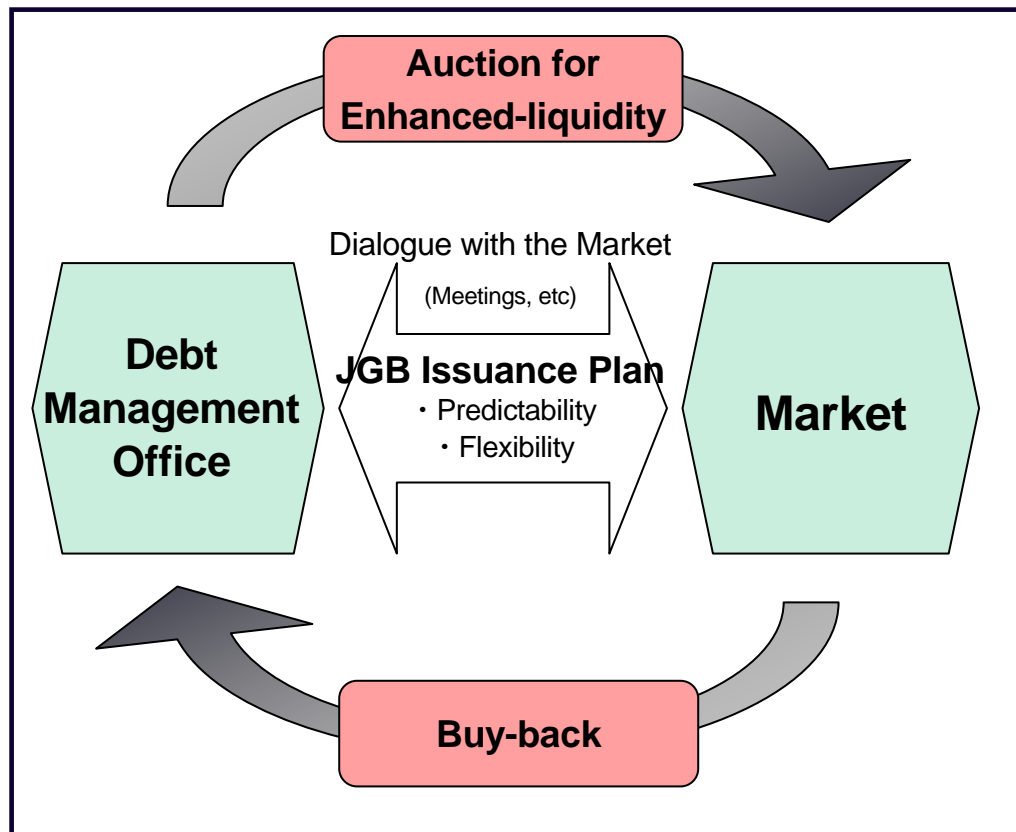 Auction for
Enhanced-liquidity
Dialogue with the Market
(Meetings, etc)
Debt
Management
Office
JGB Issuance Plan
・Predictability
・Flexibility
Market
Buy-back